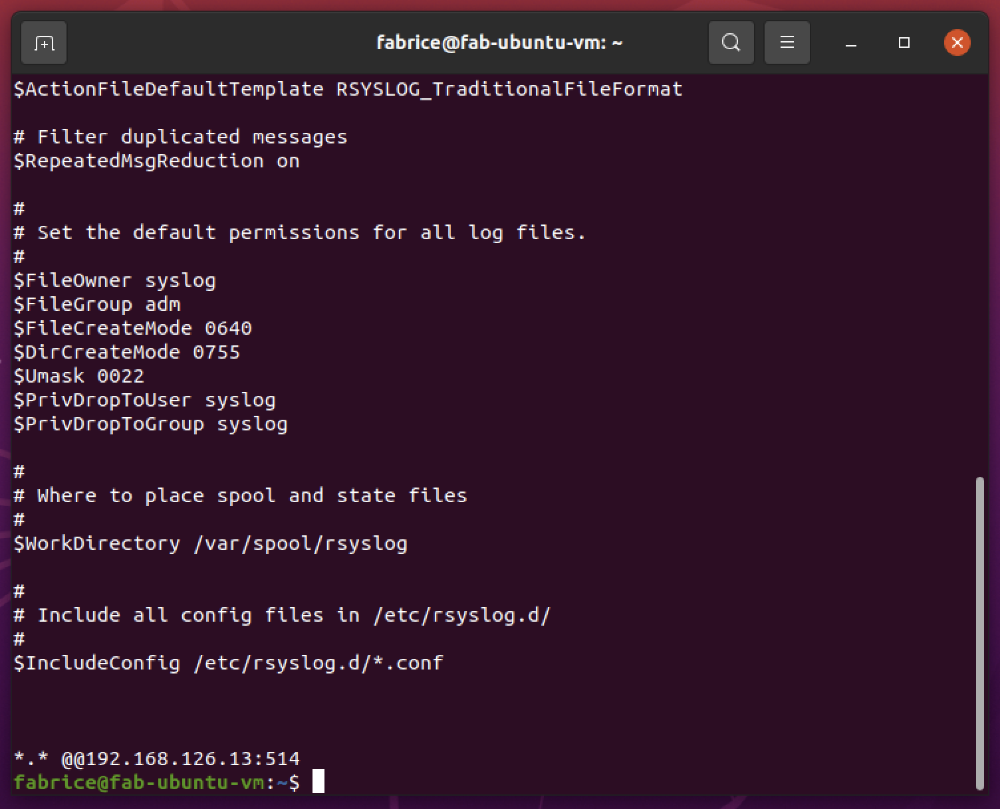 fabrice@fab-ubuntu-vm: ~
$ActionFileDefaultTemplate RSYSLOG_TraditionalFileFormat
# Filter duplicated messages
$RepeatedMsgReduction on
#
# Set the default permissions for all log files.
#
$FileOwner syslog
$FileGroup adm
$FileCreateMode 0640
$DirCreateMode 0755
$Umask 0022
$PrivDropToUser syslog
$PrivDropToGroup syslog
#
# Where to place spool and state files
#
$WorkDirectory /var/spool/rsyslog
#
# Include all config files in /etc/rsyslog.d/
#
$IncludeConfig /etc/rsyslog.d/*.conf
*.* @@192.168.126.13:514
fabrice@fab-ubuntu-vm:~$